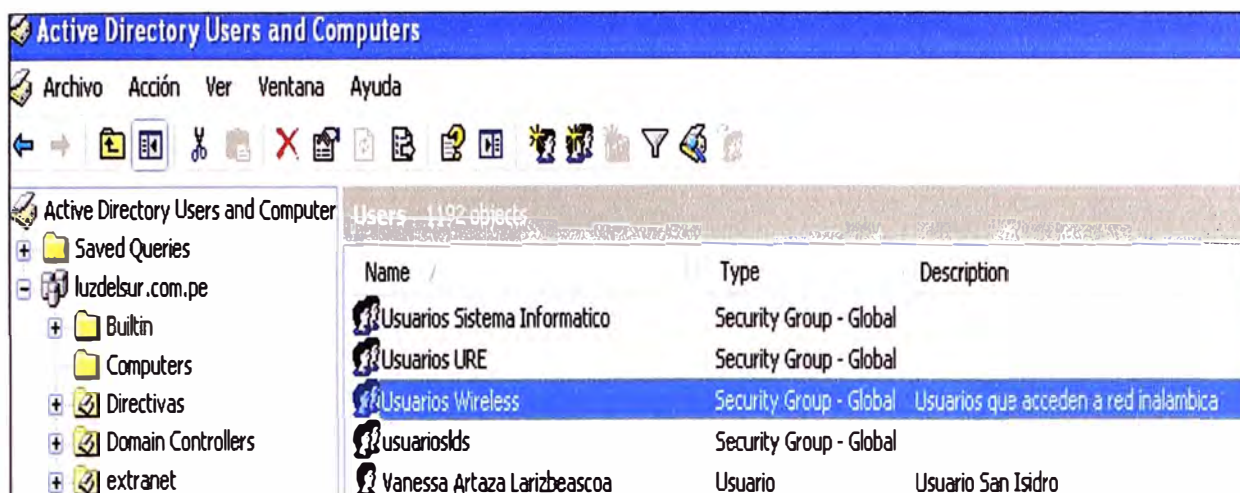 Active Directory Users and Computers
Archivo Acción Ver Ventana Ayuda
Active Directory Users and Computer
Saved Queries
luzdelsur.com.pe
Builtin
Computers
Directivas
Domain Controllers
extranet
Users 1192 objects
Name Type Description
Usuarios Sistema Informatico Security Group - Global
Usuarios URE Security Group - Global
Usuarios Wireless Security Group - Global Usuarios que acceden a red inalambica
usuarioslds Security Group - Global
Vanessa Artaza Larizbeascoa Usuario Usuario San Isidro